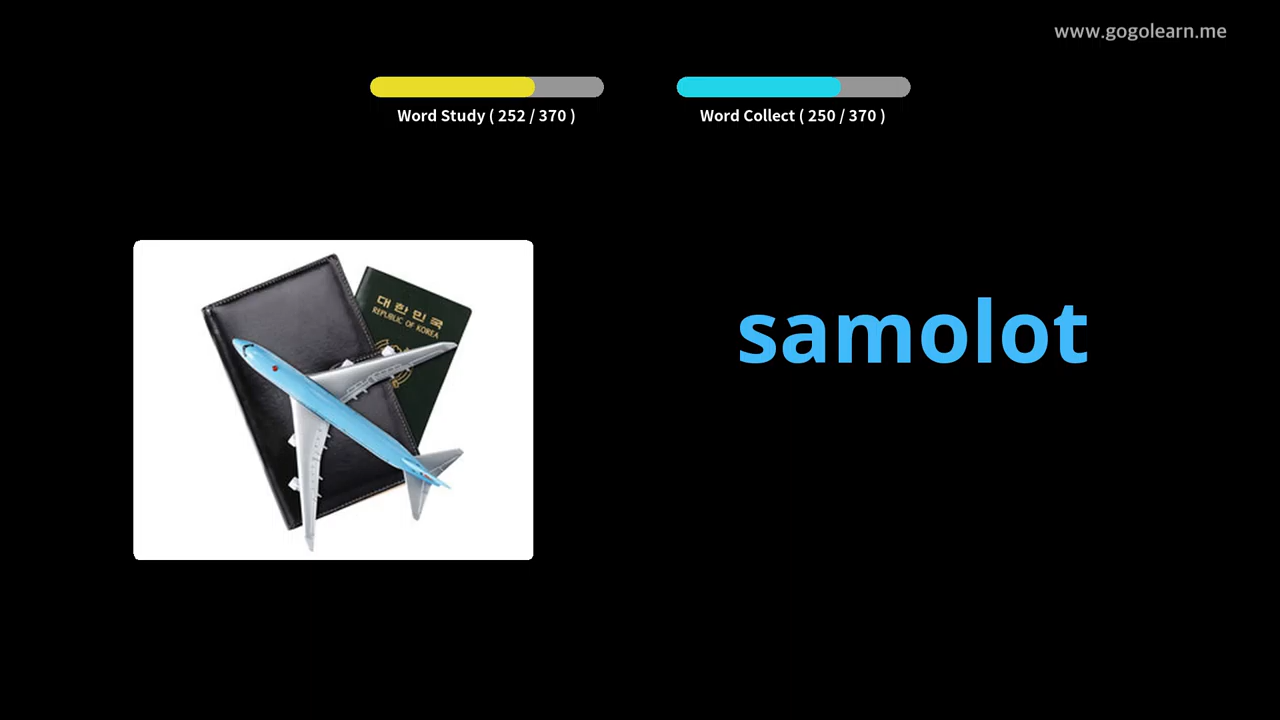 www.gogolearn.me
Word Study ( 252 / 370 )
Word Collect ( 250 / 370 )
대한민국
REPUBLIC OF KOREA
samolot